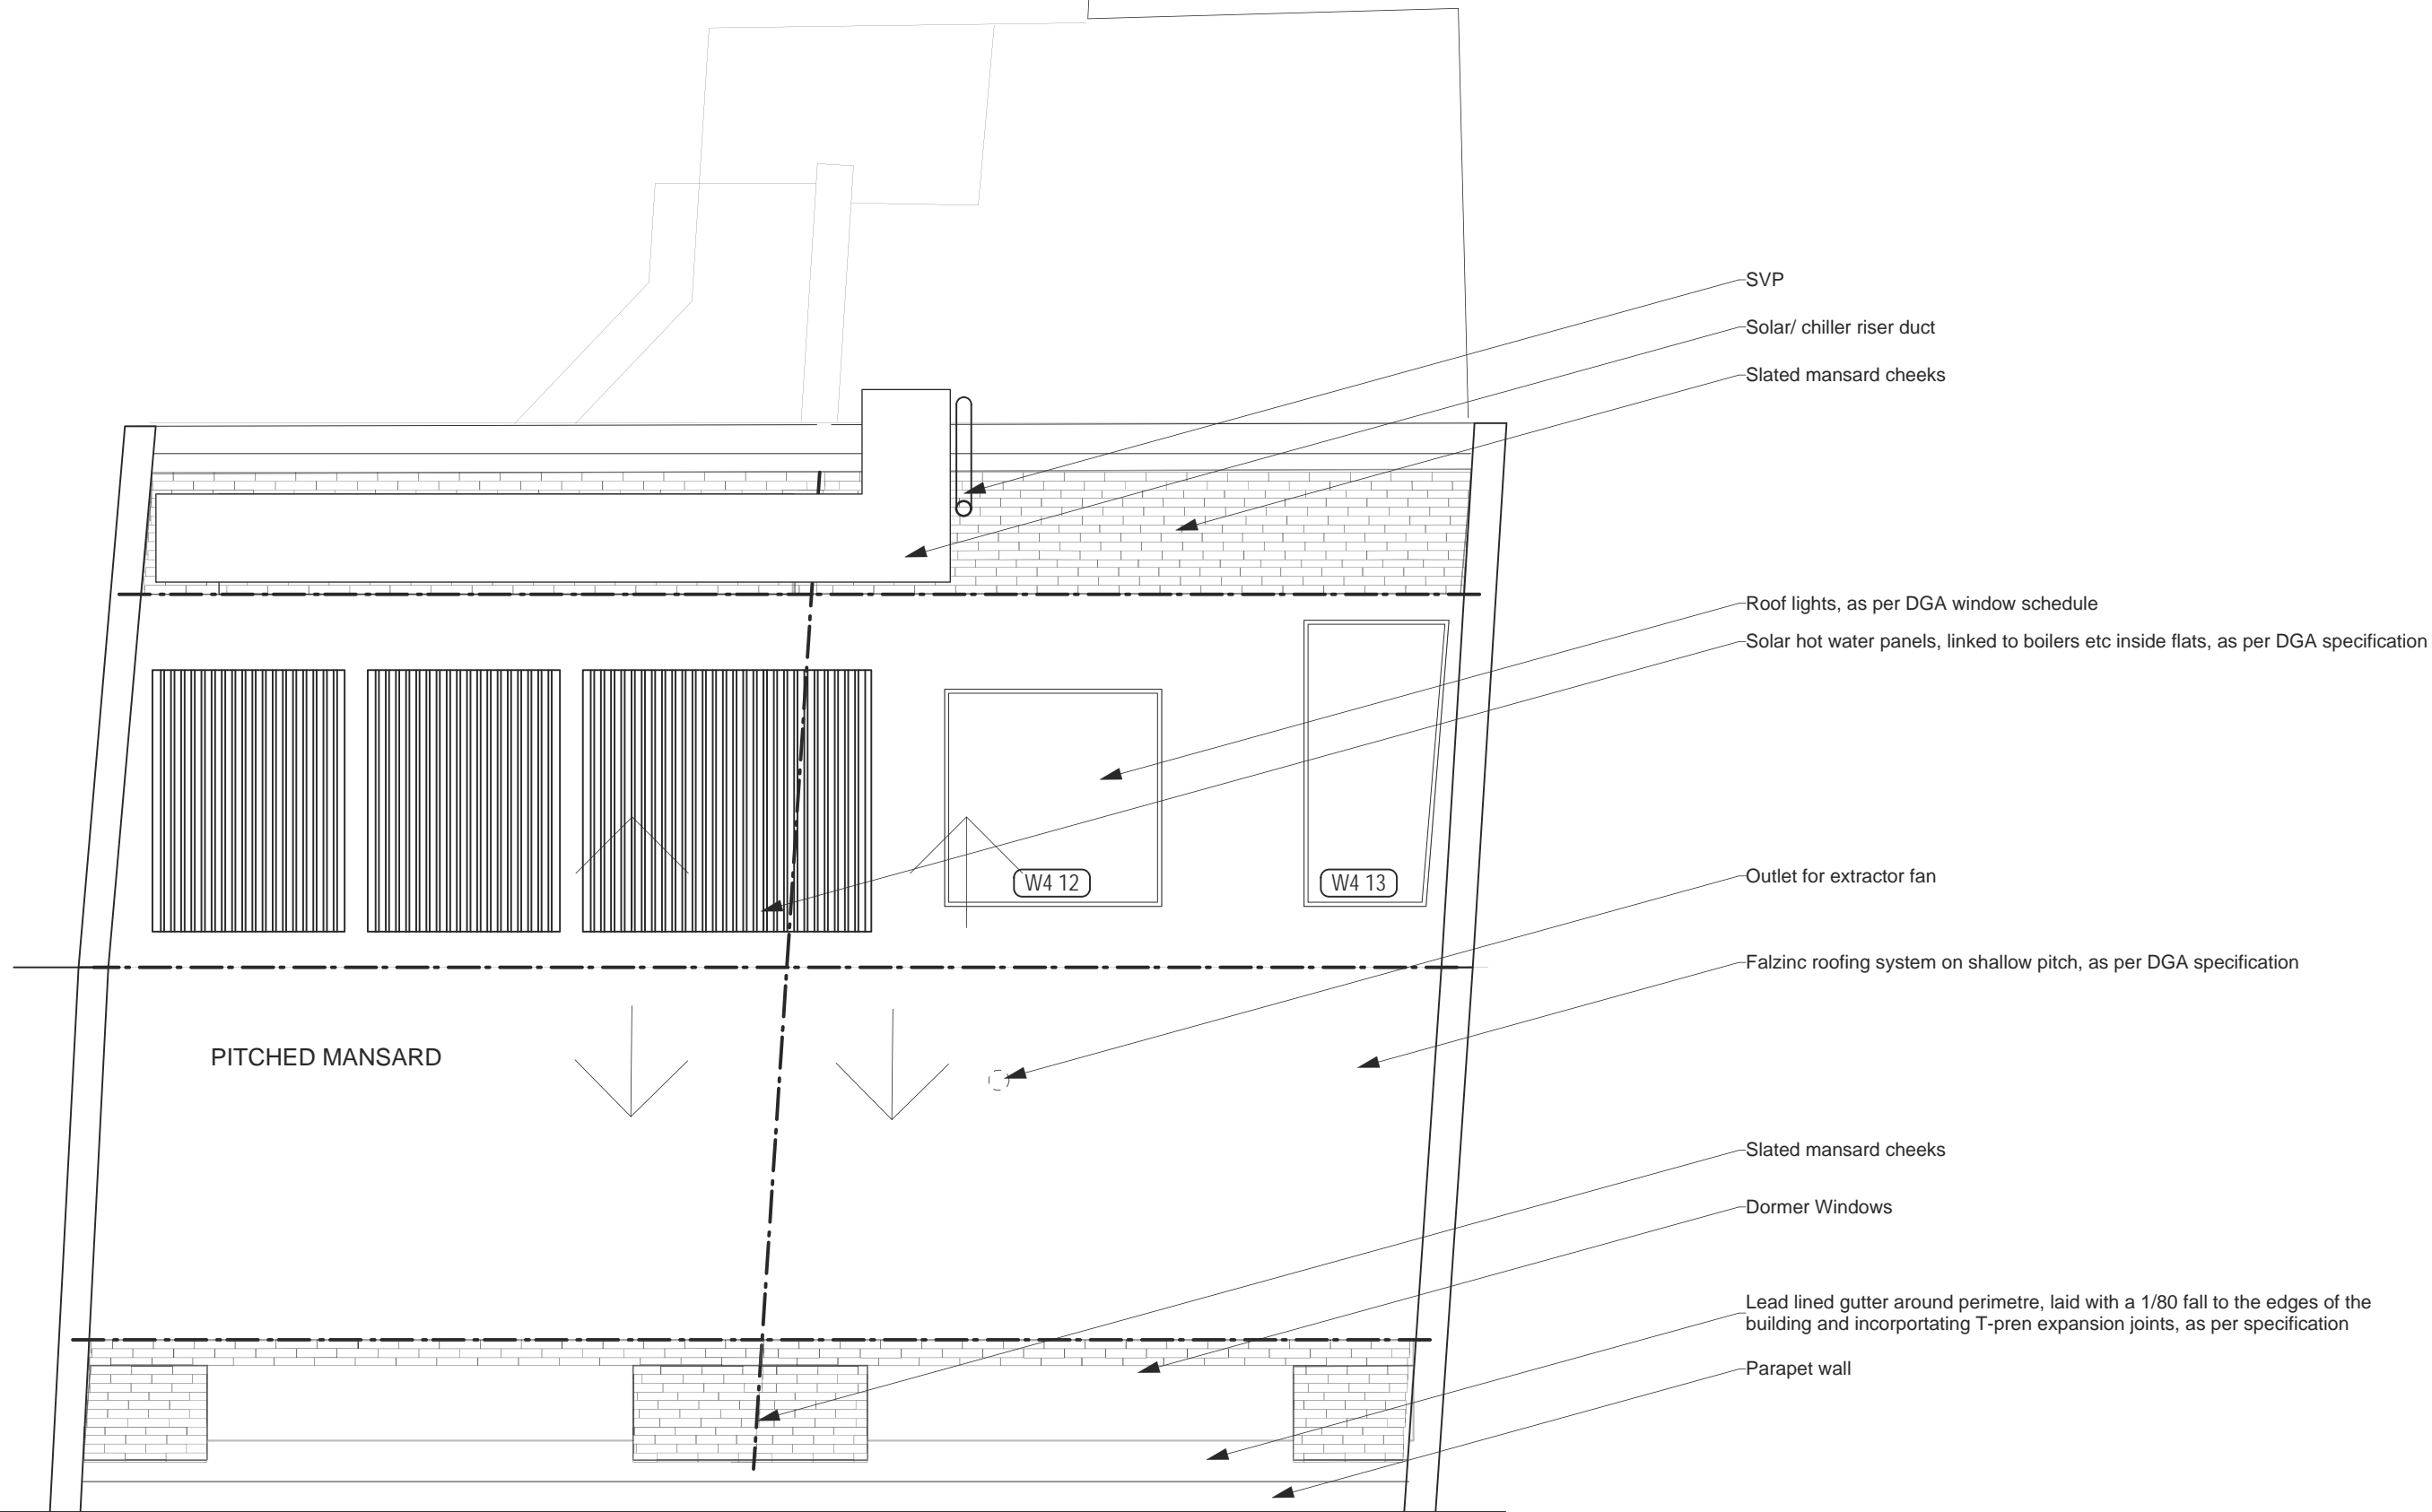 SVP
Solar/ chiller riser duct
Slated mansard cheeks
Roof lights, as per DGA window schedule
Solar hot water panels, linked to boilers etc inside flats, as per DGA specification
W4 12
W4 13
Outlet for extractor fan
Falzinc roofing system on shallow pitch, as per DGA specification
PITCHED MANSARD
Slated mansard cheeks
Dormer Windows
Lead lined gutter around perimetre, laid with a 1/80 fall to the edges of the
building and incorportating T-pren expansion joints, as per specification
Parapet wall